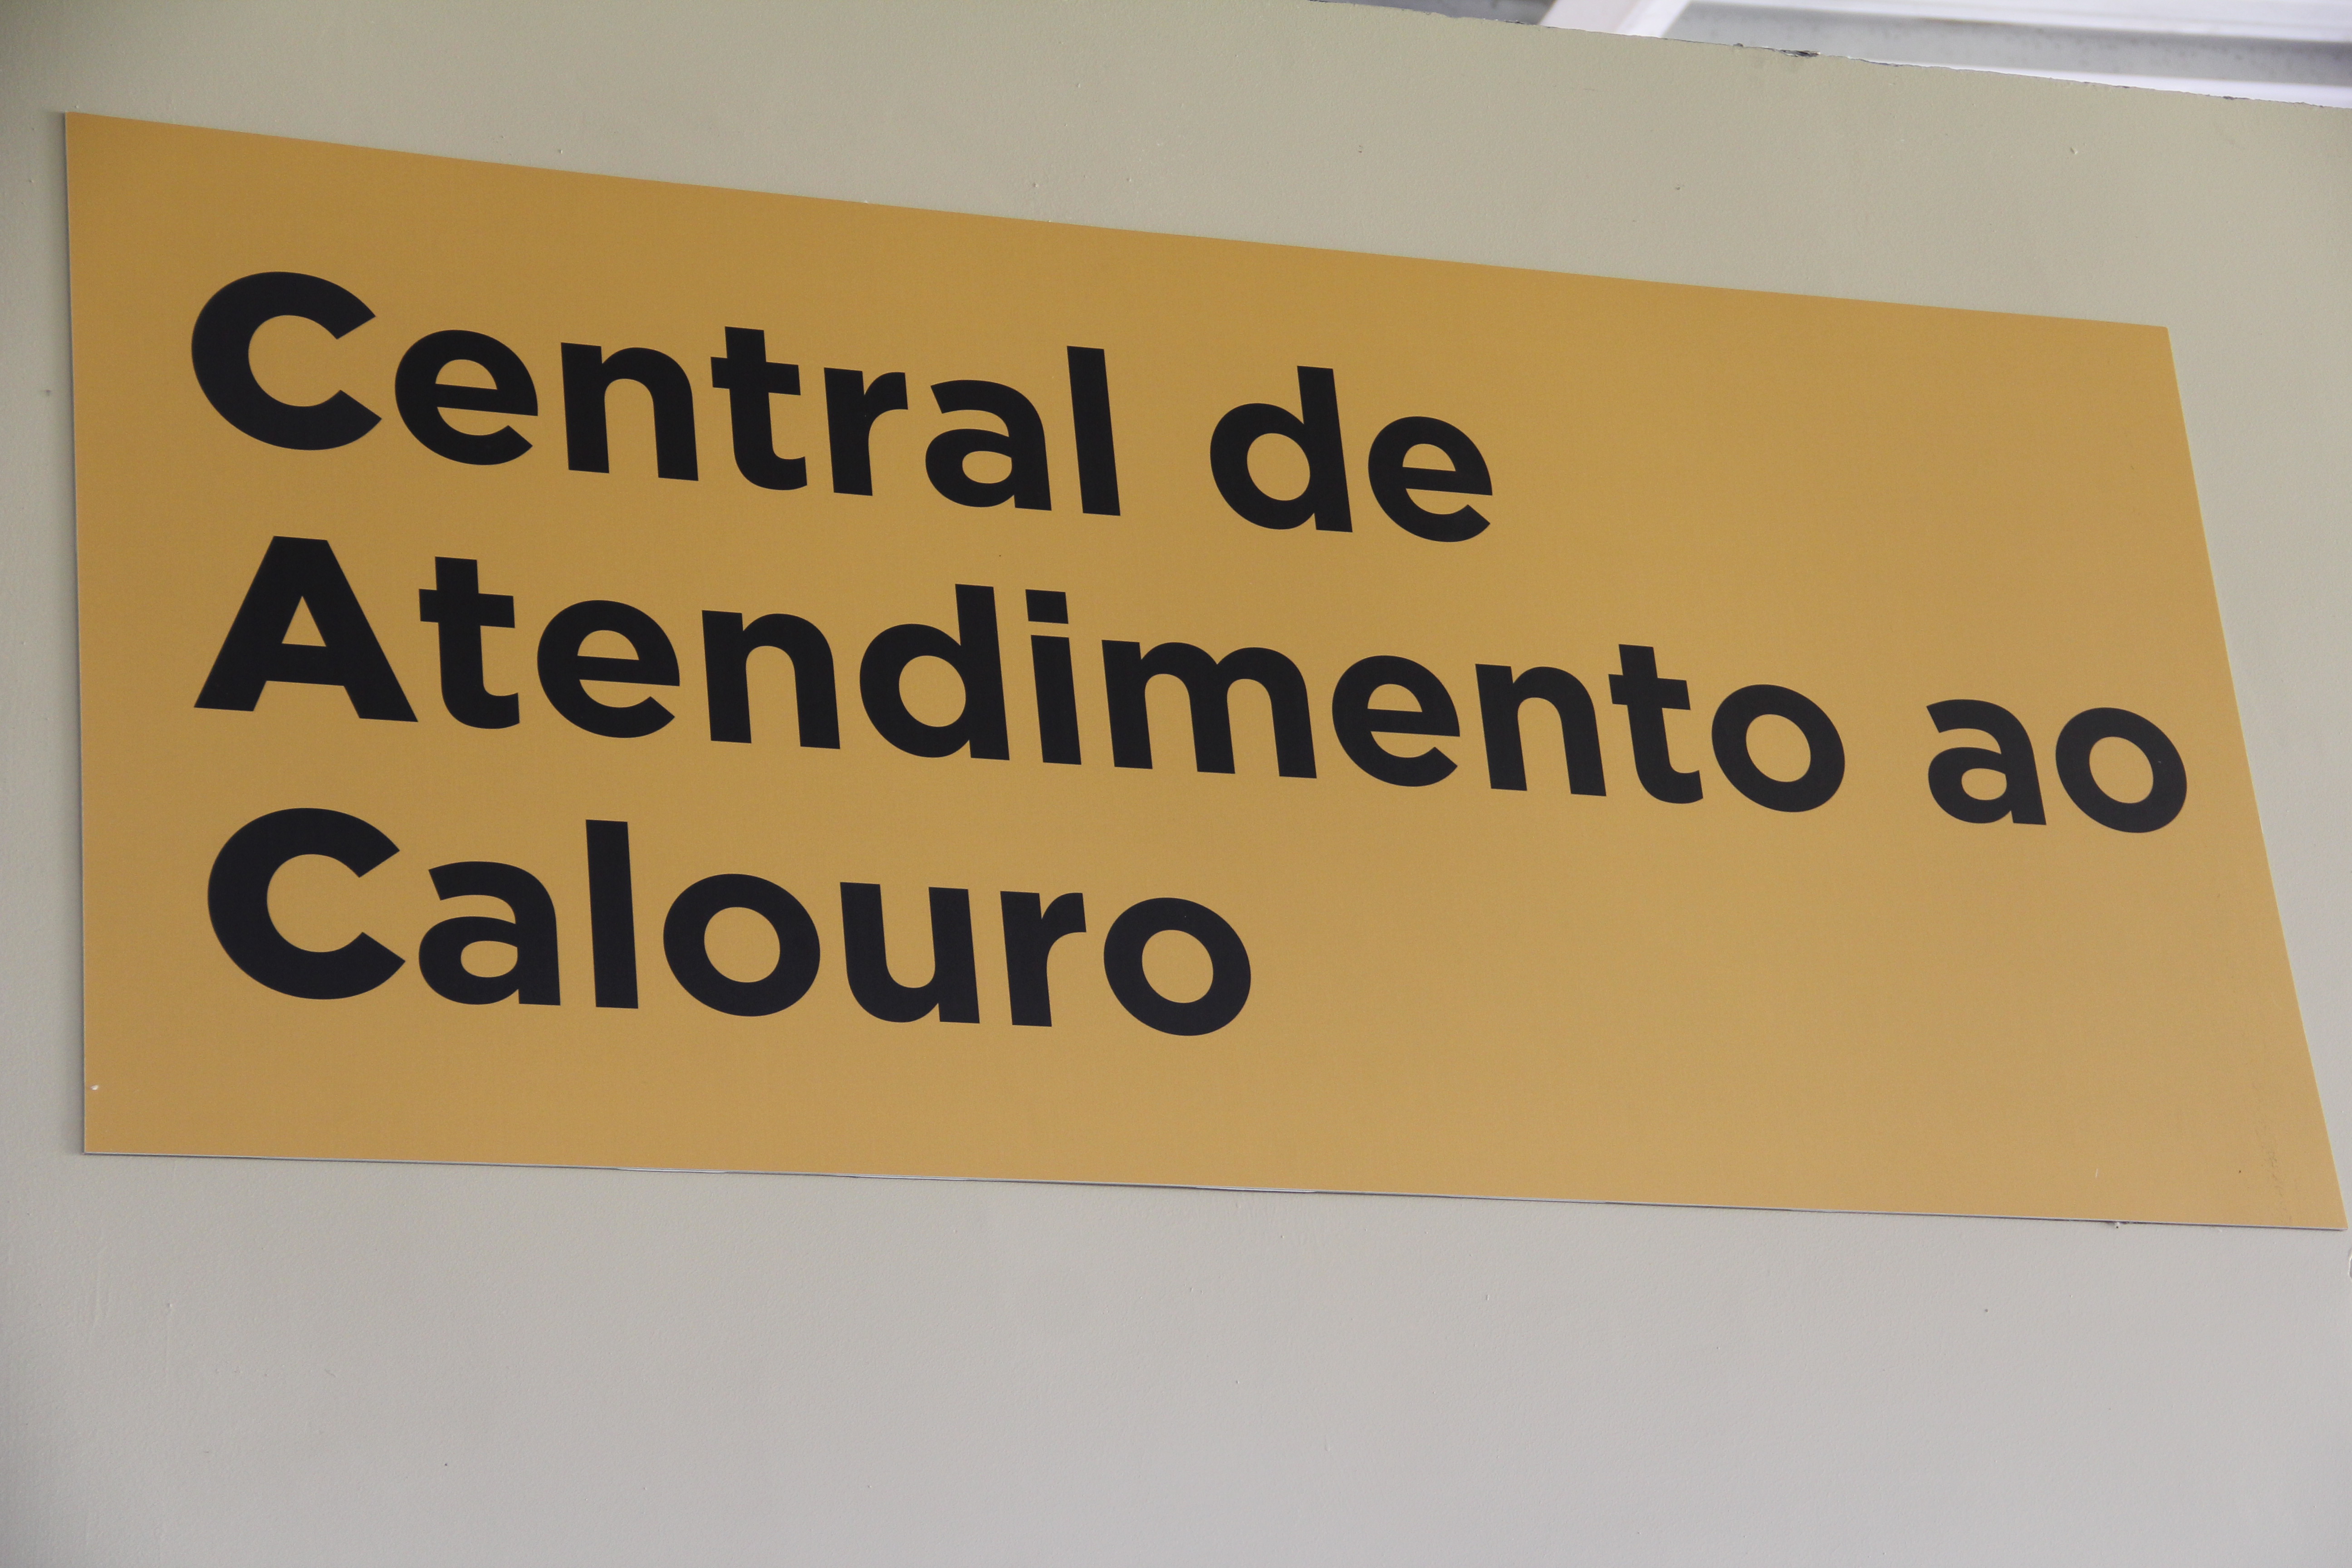 Central de
Atendimento ao
Calouro